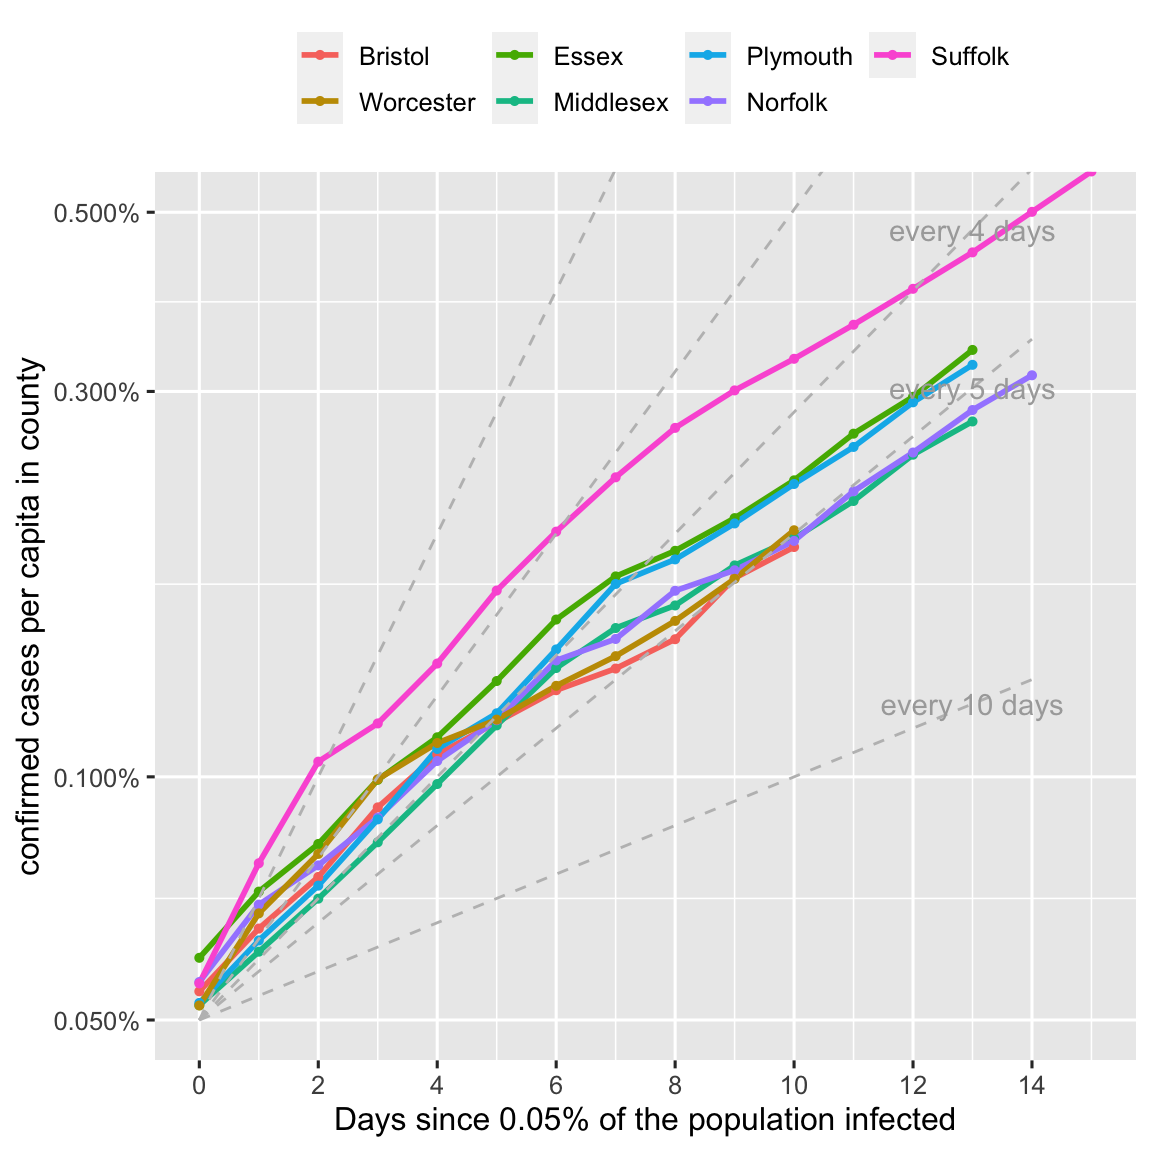 Bristol Essex Plymouth Suffolk
Worcester Middlesex Norfolk
0.500%
every 4 days
0.300%
every 5 days
every 10 days
0.100%
0.050%
confirmed cases per capita in county
0 2 4 6 8 10 12 14
Days since 0.05% of the population infected